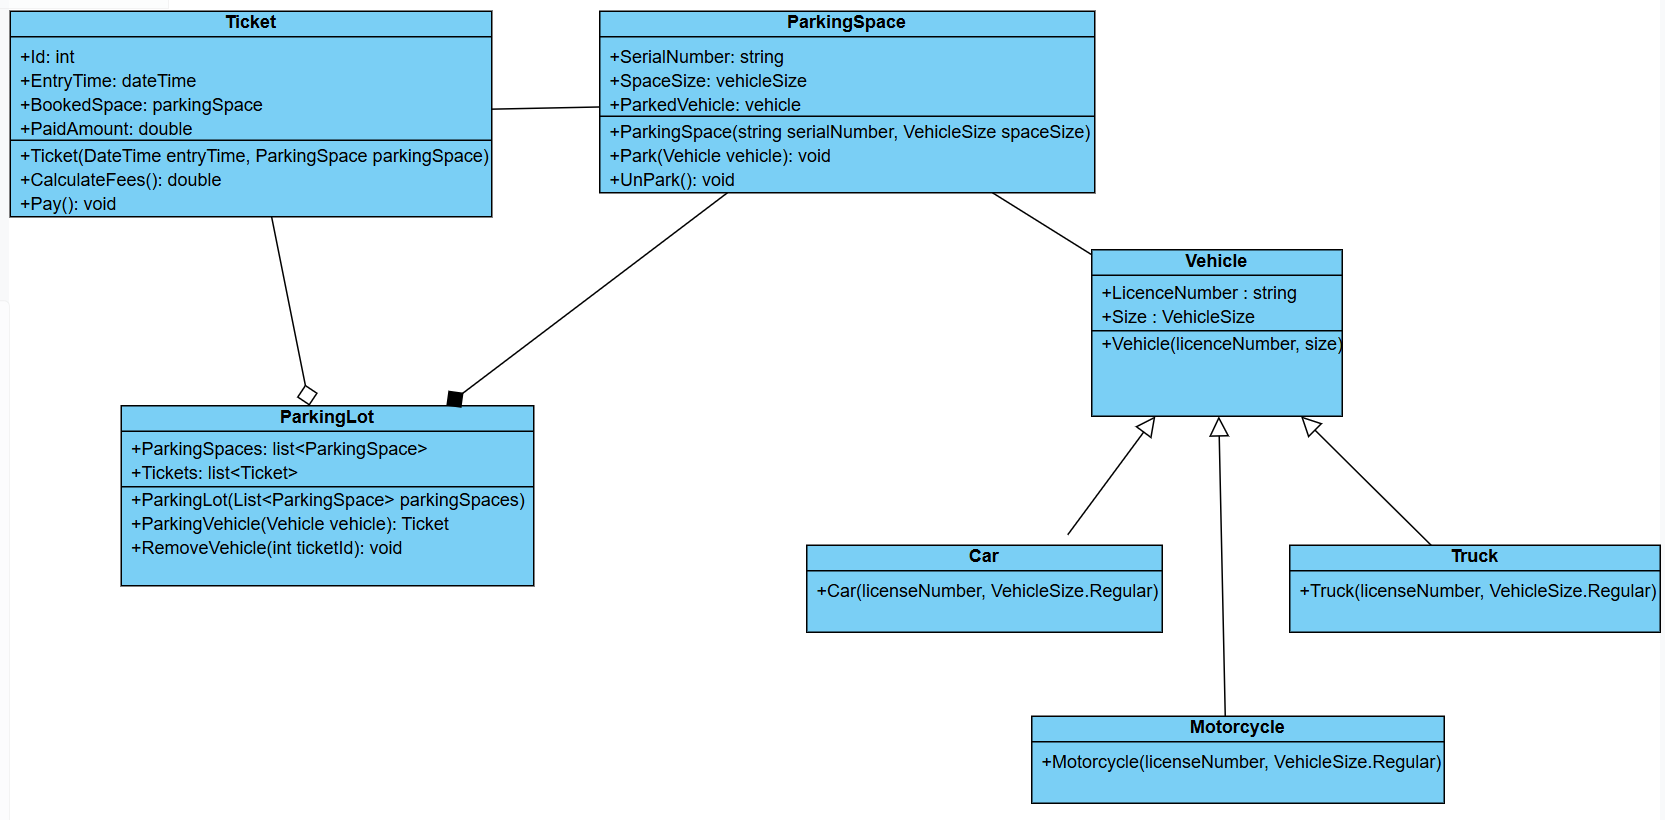 Ticket
+Id: int
+EntryTime: dateTime
+BookedSpace: parkingSpace
+PaidAmount: double
+Ticket(DateTime entryTime, ParkingSpace parkingSpace)
+CalculateFees(): double
+Pay(): void
ParkingSpace
+SerialNumber: string
+SpaceSize: vehicleSize
+ParkedVehicle: vehicle
+ParkingSpace(string serialNumber, VehicleSize spaceSize)
+Park(Vehicle vehicle): void
+UnPark(): void
Vehicle
+LicenceNumber : string
+Size : VehicleSize
+Vehicle(licenceNumber, size)
ParkingLot
+ParkingSpaces: list<ParkingSpace>
+Tickets: list<Ticket>
+ParkingLot(List<ParkingSpace> parkingSpaces)
+ParkingVehicle(Vehicle vehicle): Ticket
+RemoveVehicle(int ticketId): void
Car
+Car(licenseNumber, VehicleSize.Regular)
Truck
+Truck(licenseNumber, VehicleSize.Regular)
Motorcycle
+Motorcycle(licenseNumber, VehicleSize.Regular)